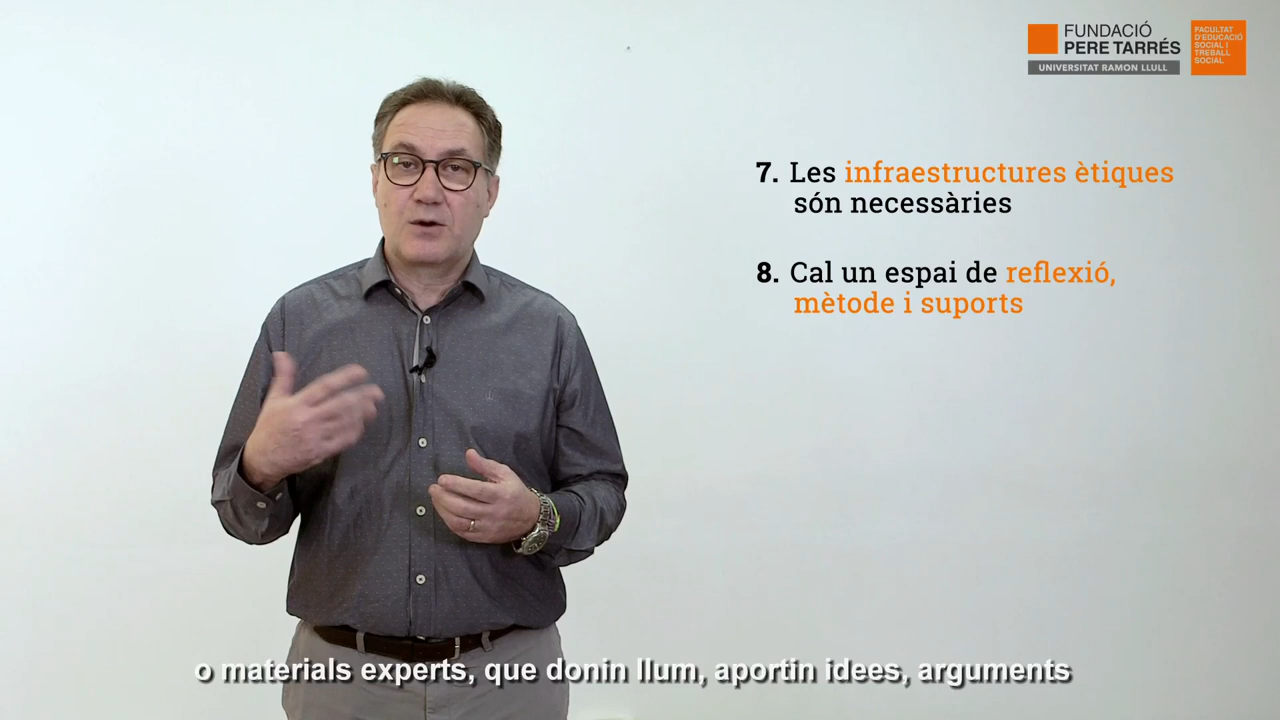 FUNDACIÓ
PERE TARRÉS
UNIVERSITAT RAMON LLULL
FACULTAT
D'EDUCACIÓ
SOCIAL I
TREBALL
SOCIAL
7. Les infraestructures ètiques
són necessàries
8. Cal un espai de reflexió,
mètode i suports
o materials experts, que donin llum, aportin idees, arguments